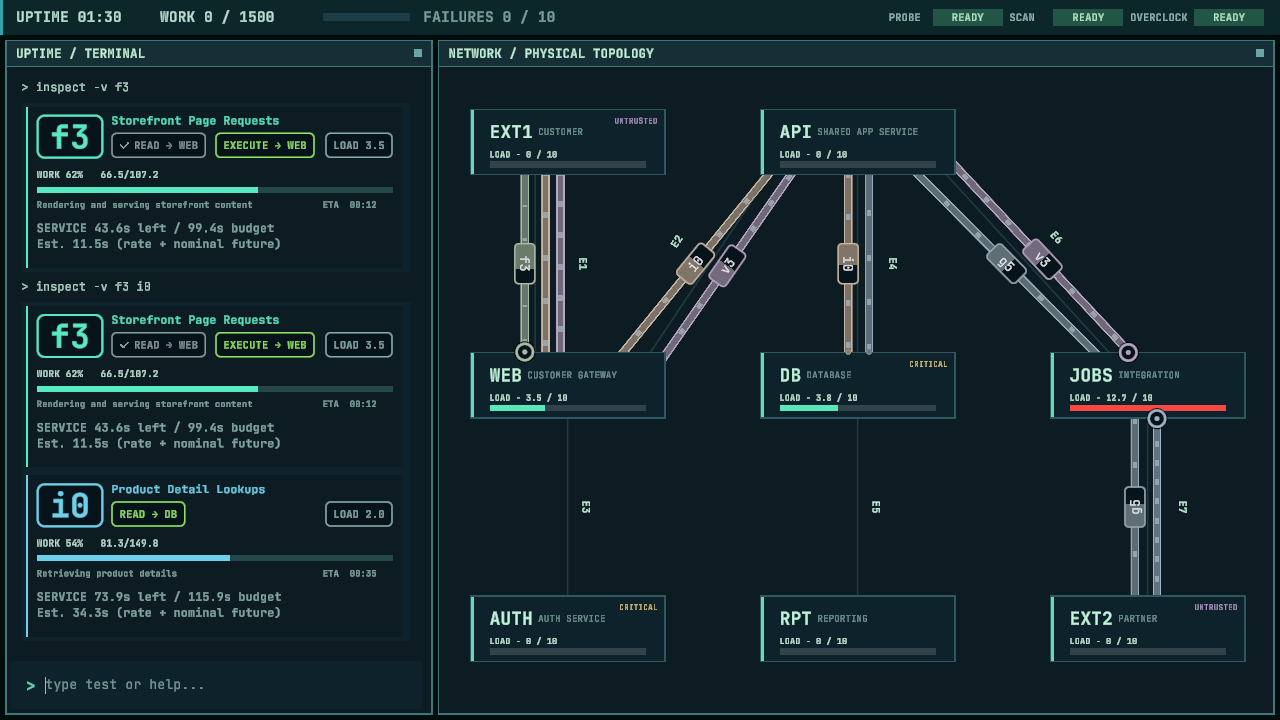 UPTIME 01:30 WORK 0 / 1500 FAILURES 0 / 10 PROBE READY SCAN READY OVERCLOCK READY
UPTIME / TERMINAL
> inspect -v f3
f3 Storefront Page Requests
✓ READ → WEB EXECUTE → WEB LOAD 3.5
WORK 62% 66.5/107.2
Rendering and serving storefront content ETA 00:12
SERVICE 43.6s left / 99.4s budget
Est. 11.5s (rate + nominal future)
> inspect -v f3 i0
f3 Storefront Page Requests
✓ READ → WEB EXECUTE → WEB LOAD 3.5
WORK 62% 66.5/107.2
Rendering and serving storefront content ETA 00:12
SERVICE 43.6s left / 99.4s budget
Est. 11.5s (rate + nominal future)
i0 Product Detail Lookups
READ → DB LOAD 2.0
WORK 54% 81.3/149.8
Retrieving product details ETA 00:35
SERVICE 73.9s left / 115.9s budget
Est. 34.3s (rate + nominal future)
> type test or help...
NETWORK / PHYSICAL TOPOLOGY
UNTRUSTED
EXT1 CUSTOMER
LOAD - 0 / 10
API SHARED APP SERVICE
LOAD - 0 / 10
f3
E1
E2
i0
v3
i0
E4
g5
v3
E6
WEB CUSTOMER GATEWAY
LOAD - 3.5 / 10
CRITICAL
DB DATABASE
LOAD - 3.8 / 10
JOBS INTEGRATION
LOAD - 12.7 / 10
E3
E5
g5
E7
CRITICAL
AUTH AUTH SERVICE
LOAD - 0 / 10
RPT REPORTING
LOAD - 0 / 10
UNTRUSTED
EXT2 PARTNER
LOAD - 0 / 10